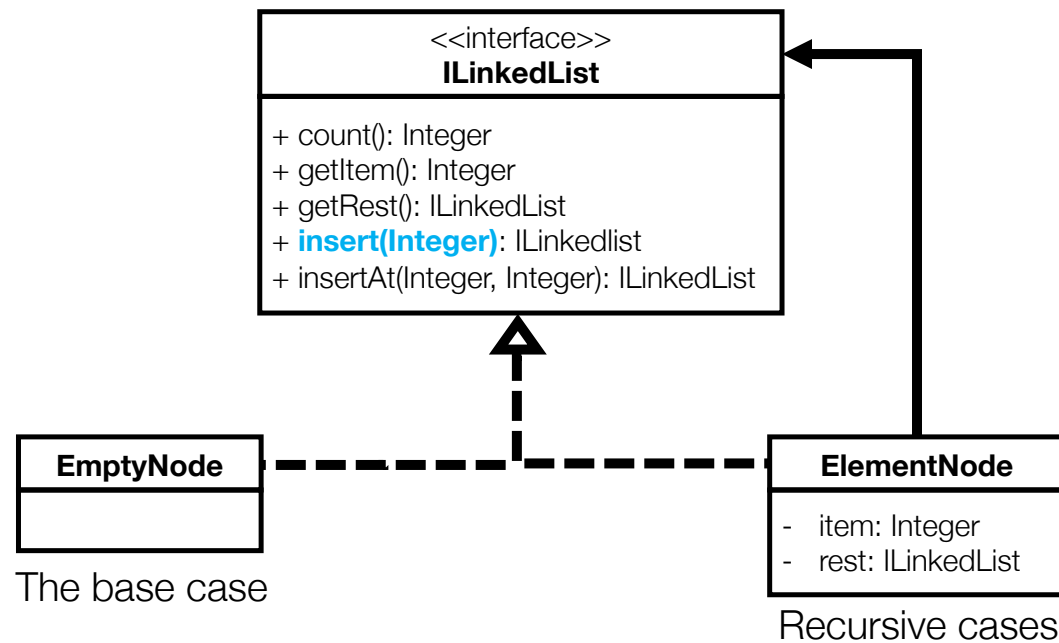 <<interface>>
ILinkedList
+ count(): Integer
+ getItem(): Integer
+ getRest(): ILinkedList
+ insert(Integer): ILinkedlist
+ insertAt(Integer, Integer): ILinkedList
EmptyNode
The base case
ElementNode
- item: Integer
- rest: ILinkedList
Recursive cases